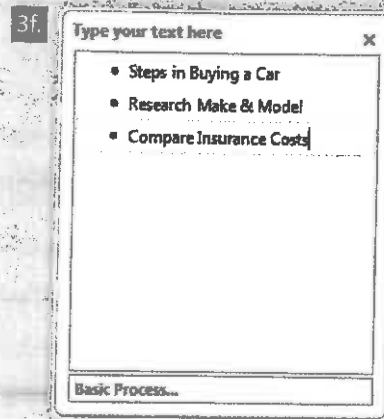 3f.
Type your text here
×
• Steps in Buying a Car
• Research Make & Model
• Compare Insurance Costs
Basic Process...